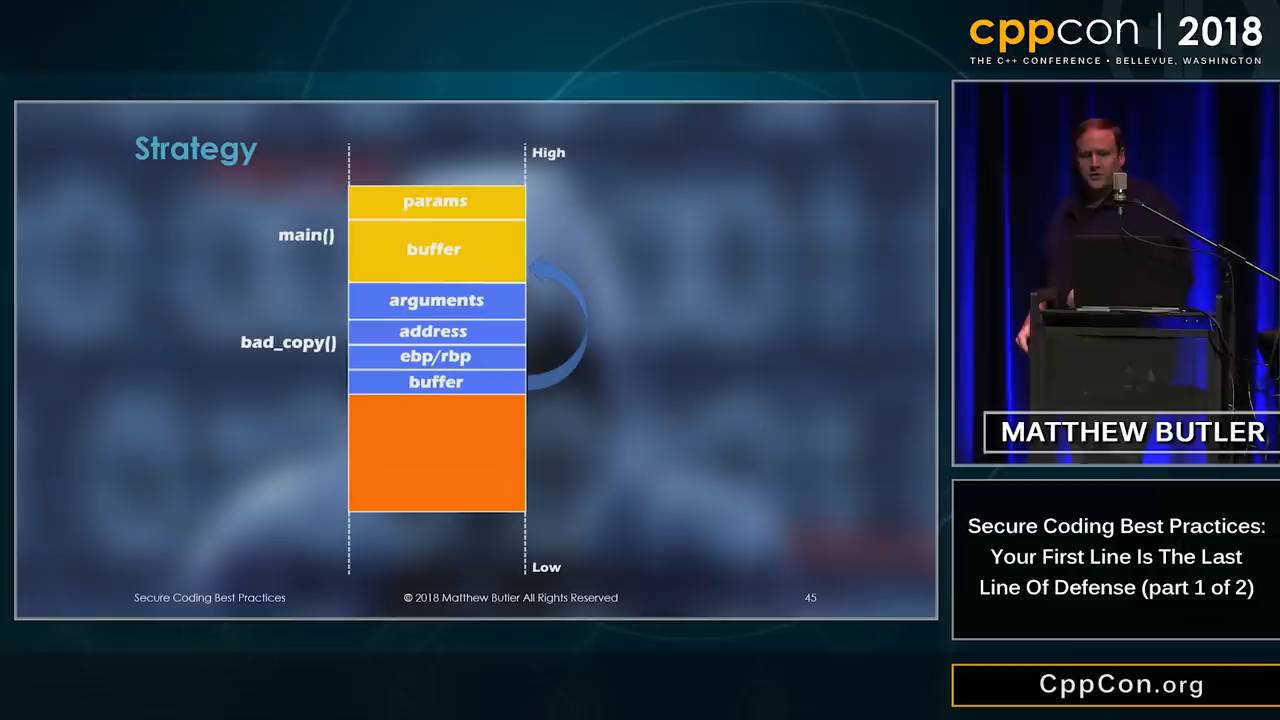 cppcon | 2018
THE C++ CONFERENCE • BELLEVUE, WASHINGTON
Strategy
High
params
main()
buffer
arguments
address
bad_copy()
ebp/rbp
buffer
Low
Secure Coding Best Practices
© 2018 Matthew Butler All Rights Reserved
45
MATTHEW BUTLER
Secure Coding Best Practices:
Your First Line Is The Last
Line Of Defense (part 1 of 2)
CppCon.org